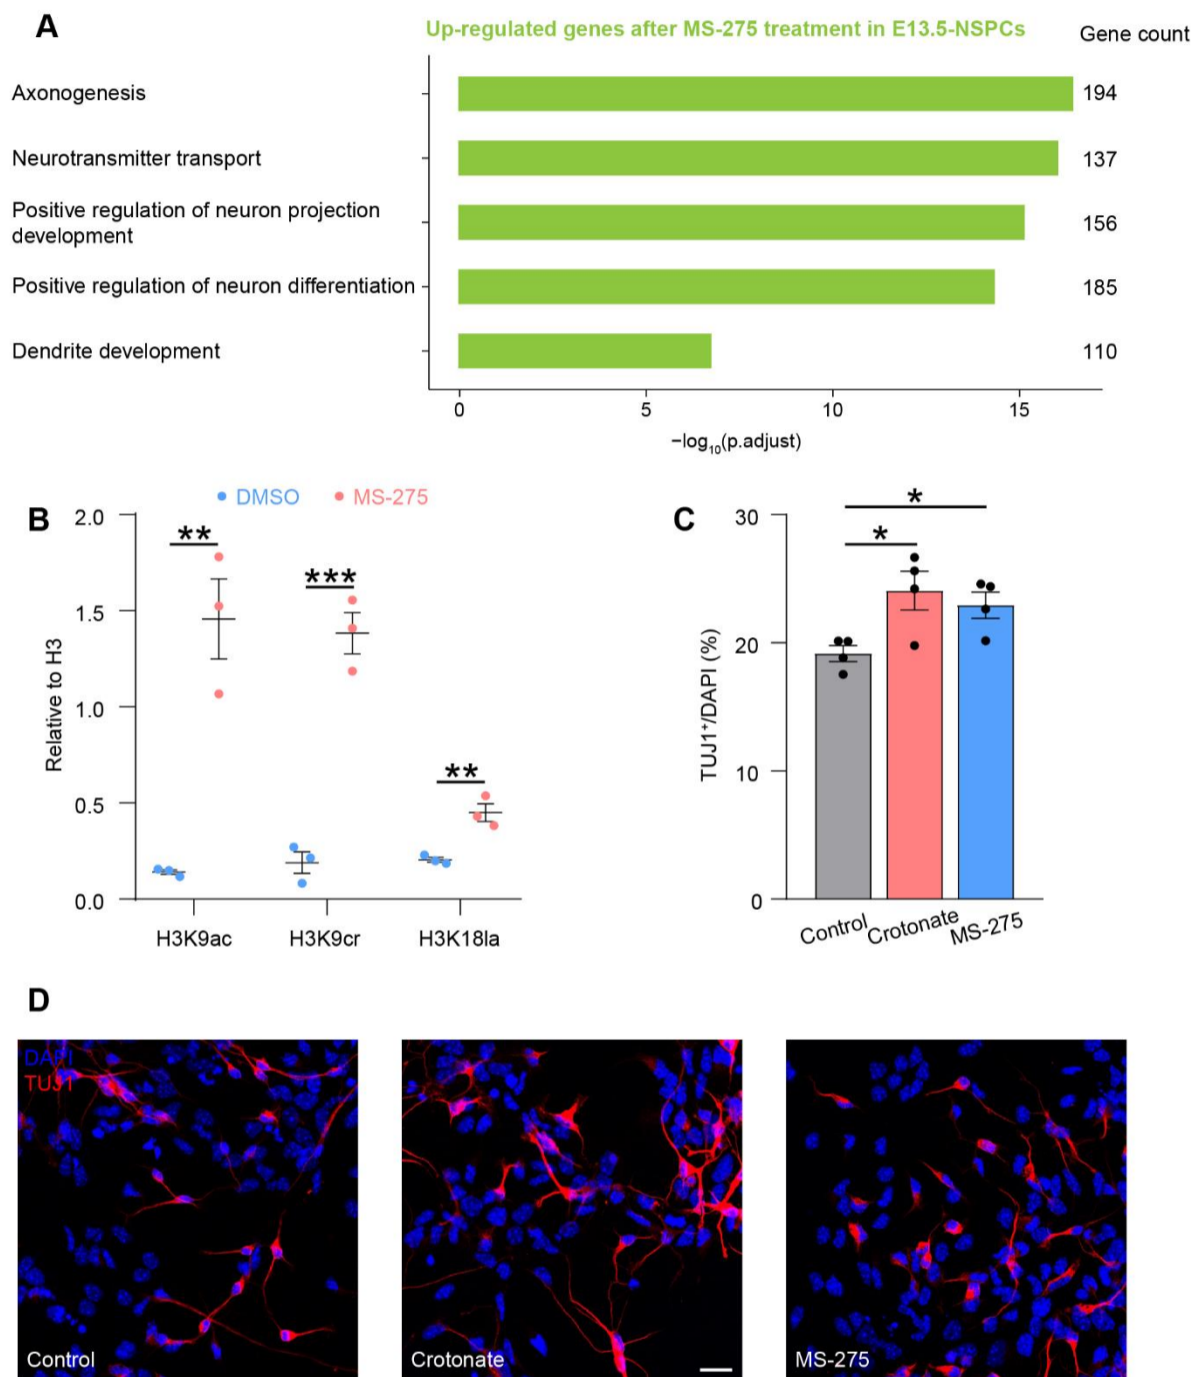 A
Up-regulated genes after MS-275 treatment in E13.5-NSPCs
Gene count
Axonogenesis
194
Neurotransmitter transport
137
Positive regulation of neuron projection
development
156
Positive regulation of neuron differentiation
185
Dendrite development
110
0 5 10 15
−log10(p.adjust)
B
DMSO MS-275
Relative to H3
2.0
1.5
1.0
0.5
0.0
** *** **
H3K9ac H3K9cr H3K18la
C
TUJ1+/DAPI (%)
30
20
10
0
*
*
Control Crotonate MS-275
D
DAPI
TUJ1
Control
Crotonate
MS-275